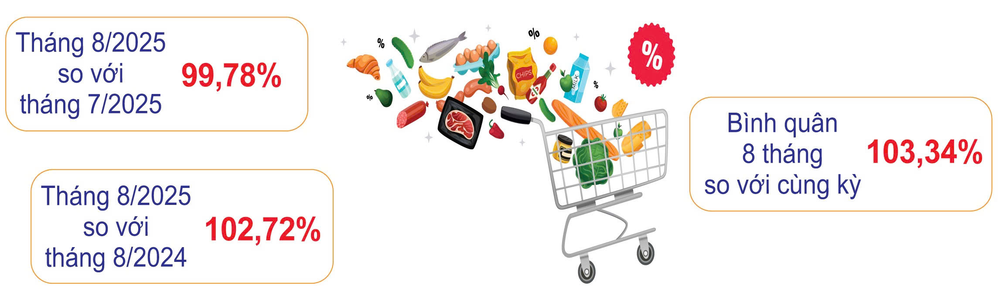 Tháng 8/2025
so với
tháng 7/2025
99,78%
Tháng 8/2025
so với
tháng 8/2024
102,72%
%
%
%
%
%
CHIPS
MILK
Bình quân
8 tháng
so với cùng kỳ
103,34%